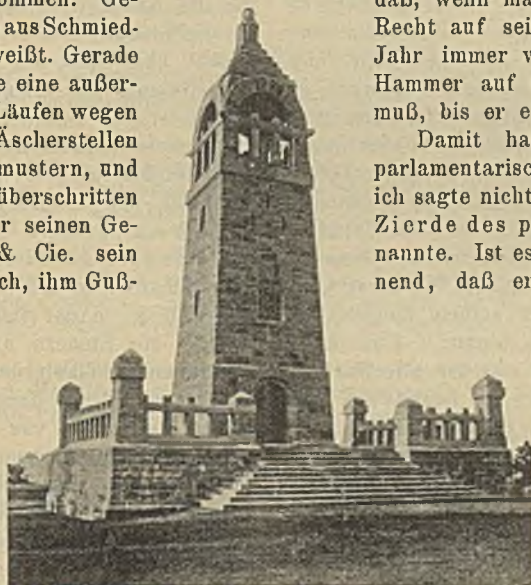 kommen. Ge-
aus Schmied-
weißt. Gerade
e eine außer-
Läufen wegen
Äscherstellen
mustern, und
überschritten
r seinen Ge-
& Cie. sein
ch, ihm Guß-
daß, wenn ma
Recht auf sei
Jahr immer w
Hammer auf
muß, bis er e
Damit ha
parlamentarisc
ich sagte nicht
Zierde des p
nannte. Ist es
nend, daß er